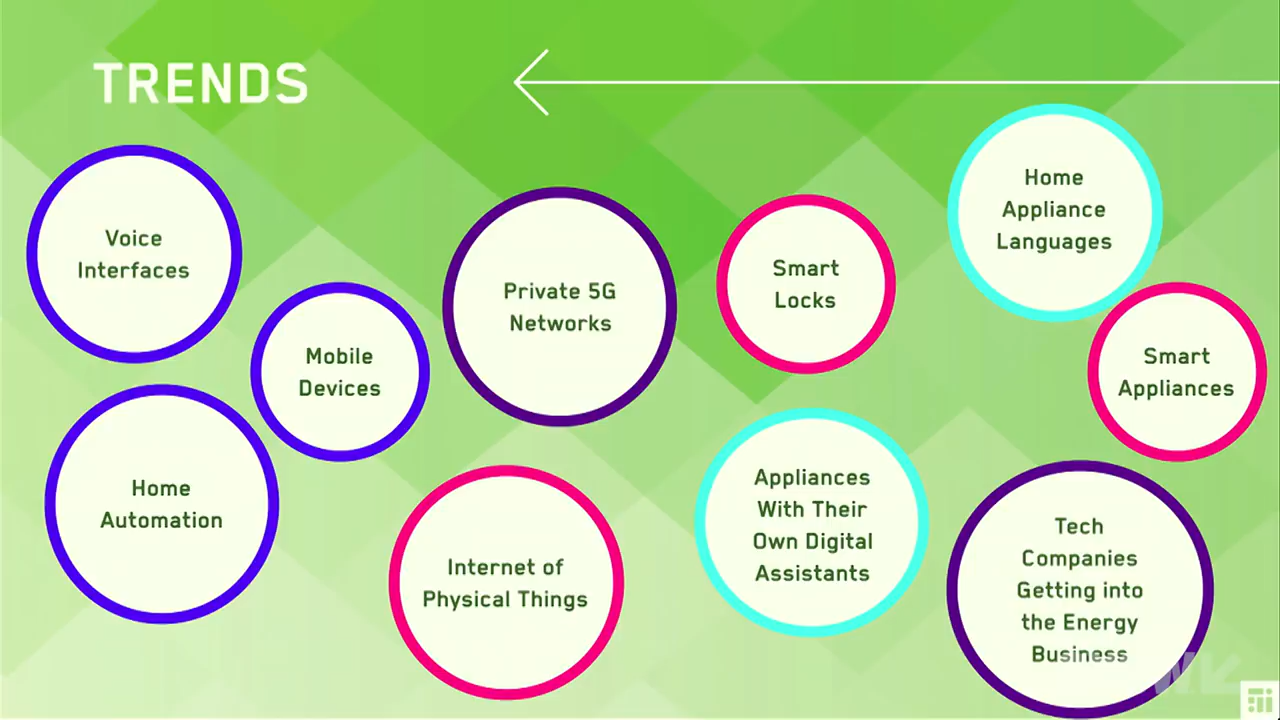 TRENDS
Voice
Interfaces
Mobile
Devices
Home
Automation
Private 5G
Networks
Internet of
Physical Things
Smart
Locks
Appliances
With Their
Own Digital
Assistants
Home
Appliance
Languages
Smart
Appliances
Tech
Companies
Getting into
the Energy
Business